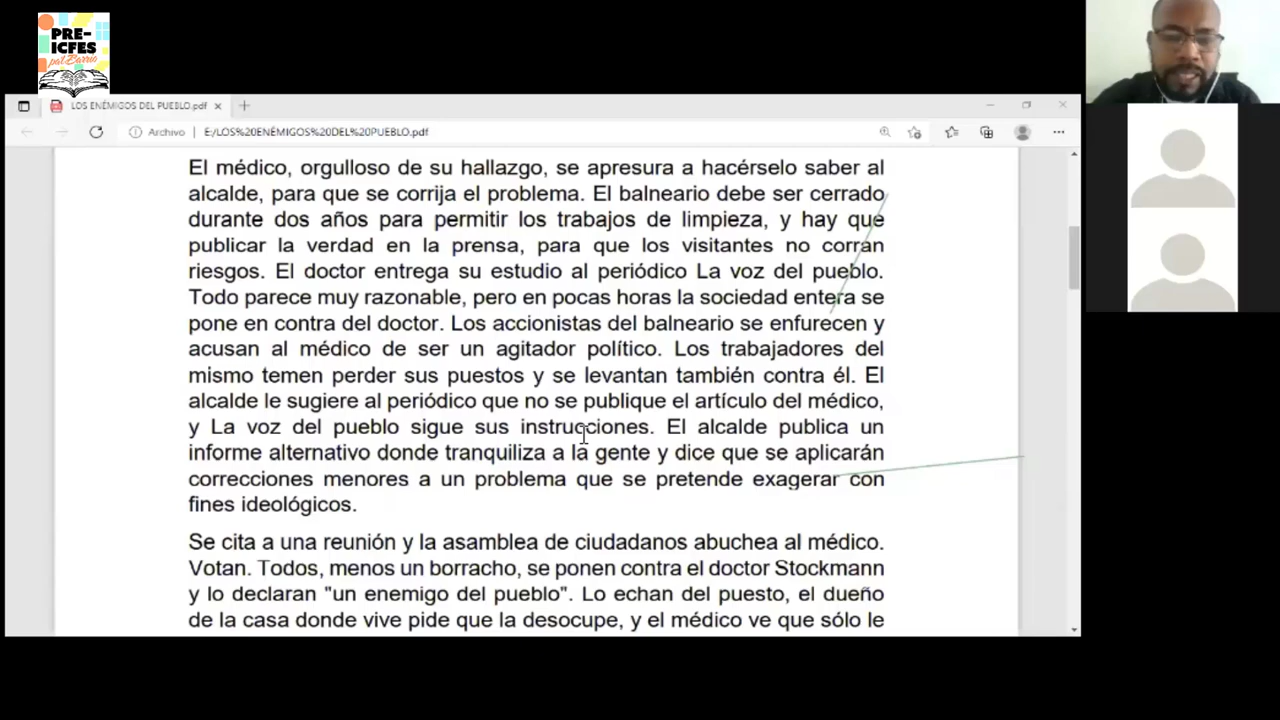 PRE-
ICFES
pal Barrio
LOS ENÉMIGOS DEL PUEBLO.pdf
Archivo
E:/LOS%20ENÉMIGOS%20DEL%20PUEBLO.pdf
El médico, orgulloso de su hallazgo, se apresura a hacérselo saber al
alcalde, para que se corrija el problema. El balneario debe ser cerrado
durante dos años para permitir los trabajos de limpieza, y hay que
publicar la verdad en la prensa, para que los visitantes no corran
riesgos. El doctor entrega su estudio al periódico La voz del pueblo.
Todo parece muy razonable, pero en pocas horas la sociedad entera se
pone en contra del doctor. Los accionistas del balneario se enfurecen y
acusan al médico de ser un agitador político. Los trabajadores del
mismo temen perder sus puestos y se levantan también contra él. El
alcalde le sugiere al periódico que no se publique el artículo del médico,
y La voz del pueblo sigue sus instrucciones. El alcalde publica un
informe alternativo donde tranquiliza a la gente y dice que se aplicarán
correcciones menores a un problema que se pretende exagerar con
fines ideológicos.
Se cita a una reunión y la asamblea de ciudadanos abuchea al médico.
Votan. Todos, menos un borracho, se ponen contra el doctor Stockmann
y lo declaran "un enemigo del pueblo". Lo echan del puesto, el dueño
de la casa donde vive pide que la desocupe, y el médico ve que sólo le